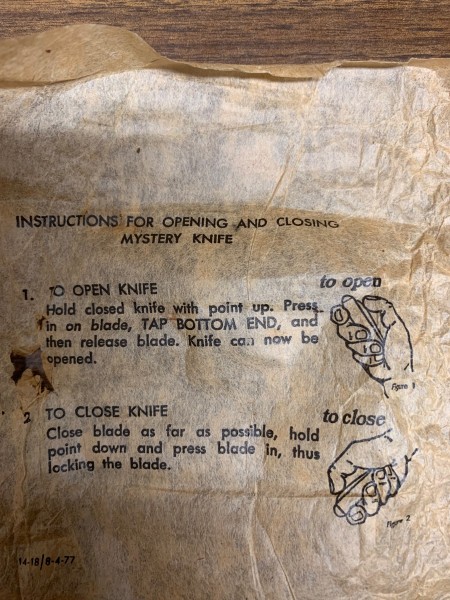 INSTRUCTIONS FOR OPENING AND CLOSING
MYSTERY KNIFE
1. TO OPEN KNIFE
Hold closed knife with point up. Press
in on blade, TAP BOTTOM END, and
then release blade. Knife can now be
opened.
to open
Figure 1
2 TO CLOSE KNIFE
Close blade as far as possible, hold
point down and press blade in, thus
locking the blade.
to close
Figure 2
14-18/8-4-77